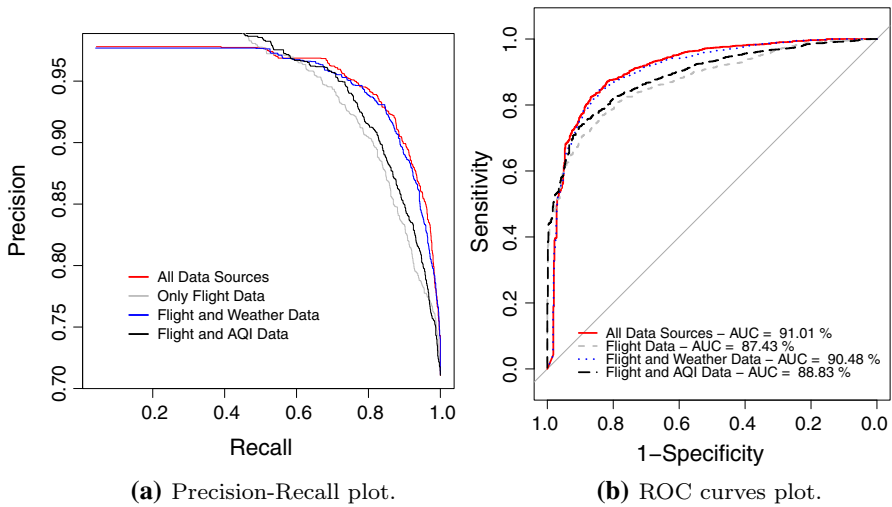 Precision
0.95
0.90
0.85
0.80
0.75
0.70
All Data Sources
Only Flight Data
Flight and Weather Data
Flight and AQI Data
0.2 0.4 0.6 0.8 1.0
Recall
(a) Precision-Recall plot.
Sensitivity
1.0
0.8
0.6
0.4
0.2
0.0
All Data Sources – AUC = 91.01 %
Flight Data – AUC = 87.43 %
Flight and Weather Data – AUC = 90.48 %
Flight and AQI Data – AUC = 88.83 %
1.0 0.8 0.6 0.4 0.2 0.0
1–Specificity
(b) ROC curves plot.